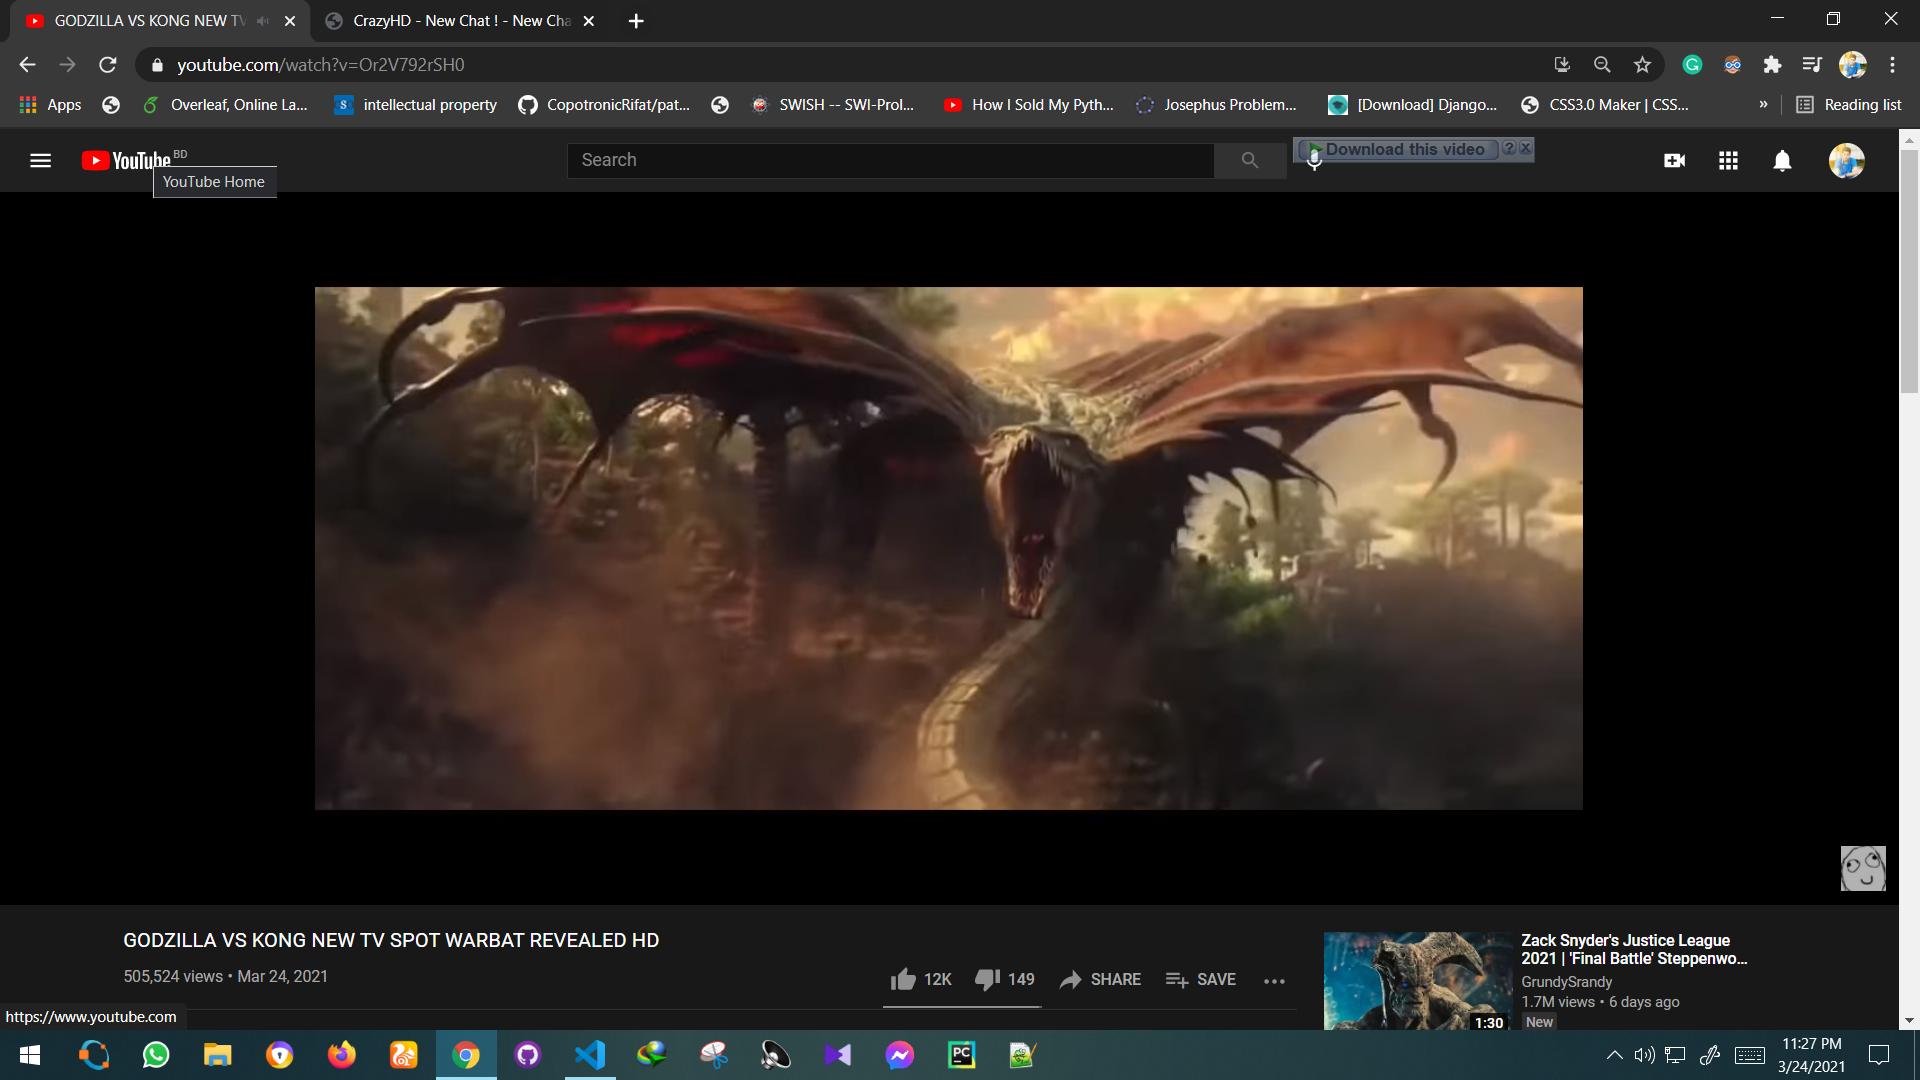 GODZILLA VS KONG NEW TV
CrazyHD - New Chat ! - New Cha
youtube.com/watch?v=Or2V792rSH0
Apps
Overleaf, Online La...
intellectual property
CopotronicRifat/pat...
SWISH -- SWI-Prol...
How I Sold My Pyth...
Josephus Problem...
[Download] Django...
CSS3.0 Maker | CSS...
»
Reading list
YouTube BD
Search
Download this video ?
YouTube Home
GODZILLA VS KONG NEW TV SPOT WARBAT REVEALED HD
505,524 views • Mar 24, 2021
12K
149
SHARE
SAVE
Zack Snyder's Justice League
2021 | 'Final Battle' Steppenwo...
GrundySrandy
1.7M views • 6 days ago
New
1:30
https://www.youtube.com
PC
11:27 PM
3/24/2021